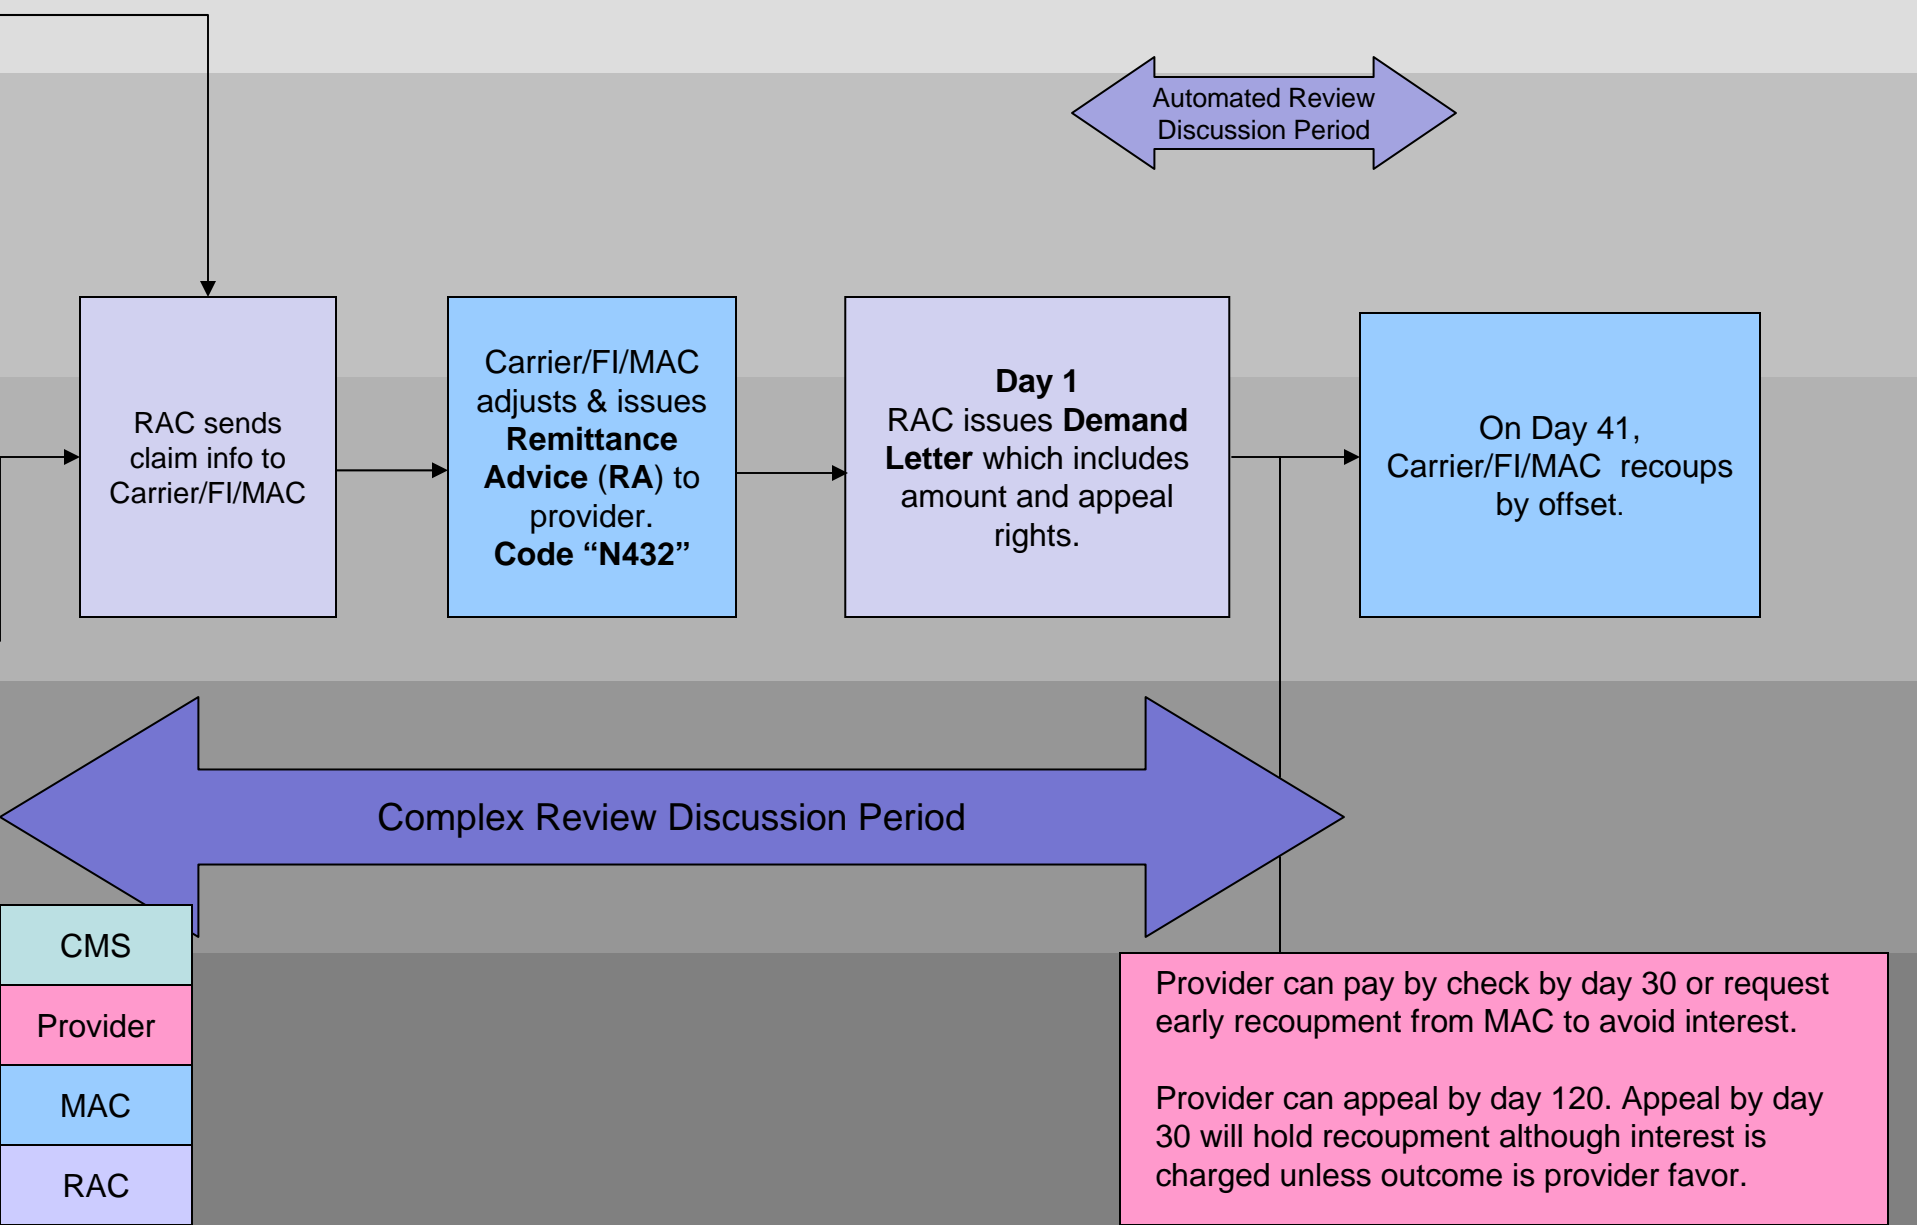 Automated Review
Discussion Period
RAC sends
claim info to
Carrier/FI/MAC
Carrier/FI/MAC
adjusts & issues
Remittance
Advice (RA) to
provider.
Code “N432”
Day 1
RAC issues Demand
Letter which includes
amount and appeal
rights.
On Day 41,
Carrier/FI/MAC  recoups
by offset.
Complex Review Discussion Period
CMS
Provider
MAC
RAC
Provider can pay by check by day 30 or request
early recoupment from MAC to avoid interest.
Provider can appeal by day 120. Appeal by day
30 will hold recoupment although interest is
charged unless outcome is provider favor.